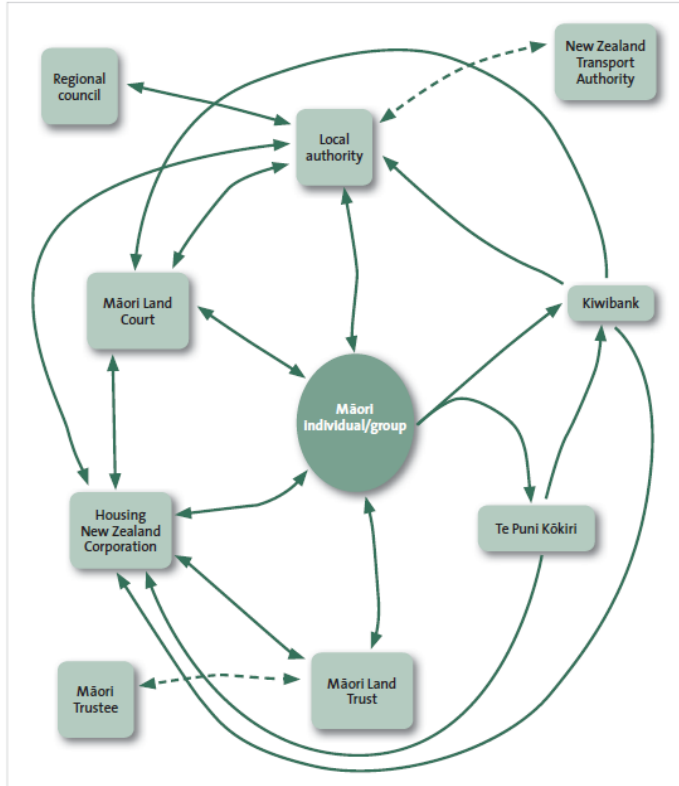 Regional
council
New Zealand
Transport
Authority
Local
authority
Māori Land
Court
Kiwibank
Māori
individual/group
Housing
New Zealand
Corporation
Te Puni Kōkiri
Māori
Trustee
Māori Land
Trust